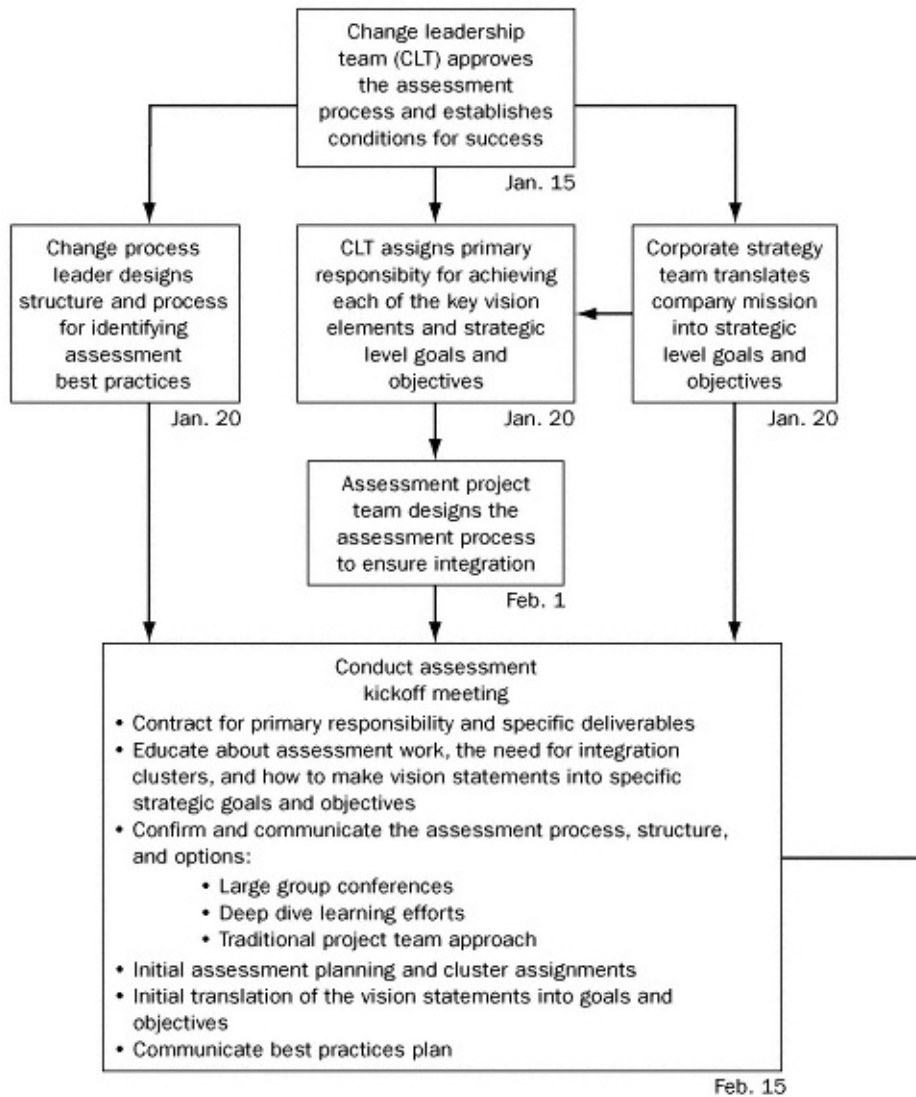 Change leadership
team (CLT) approves
the assessment
process and establishes
conditions for success
Jan. 15
Change process
leader designs
structure and process
for identifying
assessment
best practices
Jan. 20
CLT assigns primary
responsibity for achieving
each of the key vision
elements and strategic
level goals and
objectives
Jan. 20
Corporate strategy
team translates
company mission
into strategic
level goals and
objectives
Jan. 20
Assessment project
team designs the
assessment process
to ensure integration
Feb. 1
Conduct assessment
kickoff meeting
• Contract for primary responsibility and specific deliverables
• Educate about assessment work, the need for integration
clusters, and how to make vision statements into specific
strategic goals and objectives
• Confirm and communicate the assessment process, structure,
and options:
• Large group conferences
• Deep dive learning efforts
• Traditional project team approach
• Initial assessment planning and cluster assignments
• Initial translation of the vision statements into goals and
objectives
• Communicate best practices plan
Feb. 15